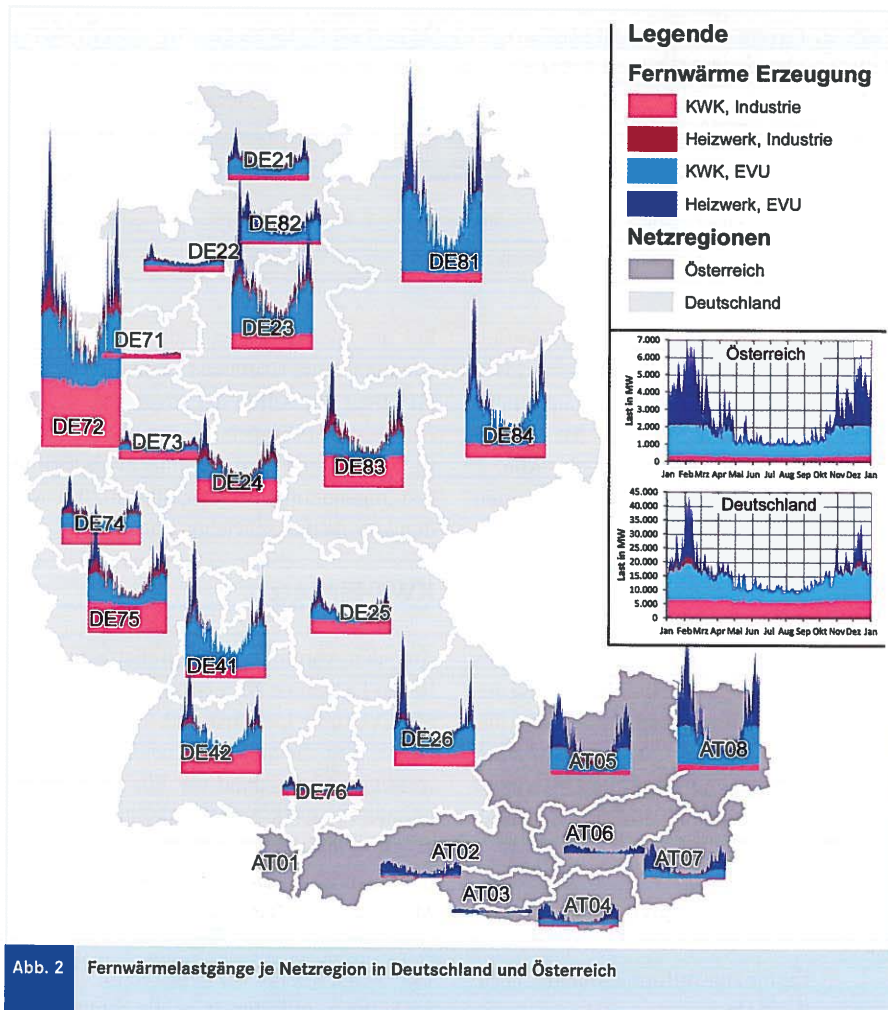 Legende
Fernwärme Erzeugung
KWK, Industrie
Heizwerk, Industrie
KWK, EVU
Heizwerk, EVU
Netzregionen
Österreich
Deutschland
DE21
DE82
DE22
DE81
DE23
DE71
DE72
DE73
DE24
DE83
DE84
DE74
DE75
DE25
DE41
DE42
DE26
DE76
AT05
AT08
AT06
AT01
AT02
AT07
AT03
AT04
Österreich
Last in MW
7.000
6.000
5.000
4.000
3.000
2.000
1.000
0
Jan Feb Mrz Apr Mai Jun Jul Aug Sep Okt Nov Dez Jan
Deutschland
Last in MW
45.000
40.000
35.000
30.000
25.000
20.000
15.000
10.000
5.000
0
Jan Feb Mrz Apr Mai Jun Jul Aug Sep Okt Nov Dez Jan
Abb. 2 Fernwärmelastgänge je Netzregion in Deutschland und Österreich